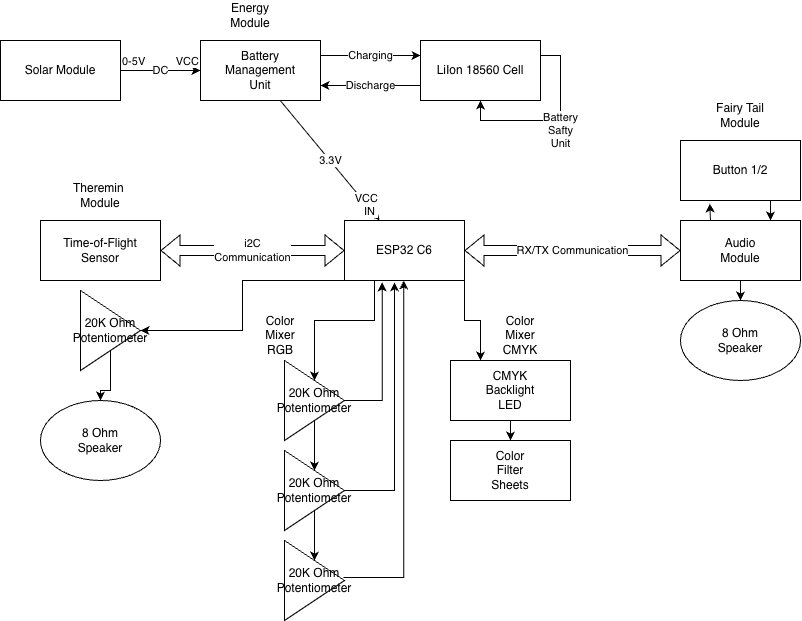 Energy
Module
Solar Module
0-5V
DC
VCC
Battery
Management
Unit
Charging
Discharge
LiIon 18560 Cell
Battery
Safty
Unit
3.3V
VCC
IN
Fairy Tail
Module
Button 1/2
Theremin
Module
Time-of-Flight
Sensor
i2C
Communication
ESP32 C6
RX/TX Communication
Audio
Module
20K Ohm
Potentiometer
8 Ohm
Speaker
Color
Mixer
RGB
20K Ohm
Potentiometer
20K Ohm
Potentiometer
20K Ohm
Potentiometer
Color
Mixer
CMYK
CMYK
Backlight
LED
Color
Filter
Sheets
8 Ohm
Speaker